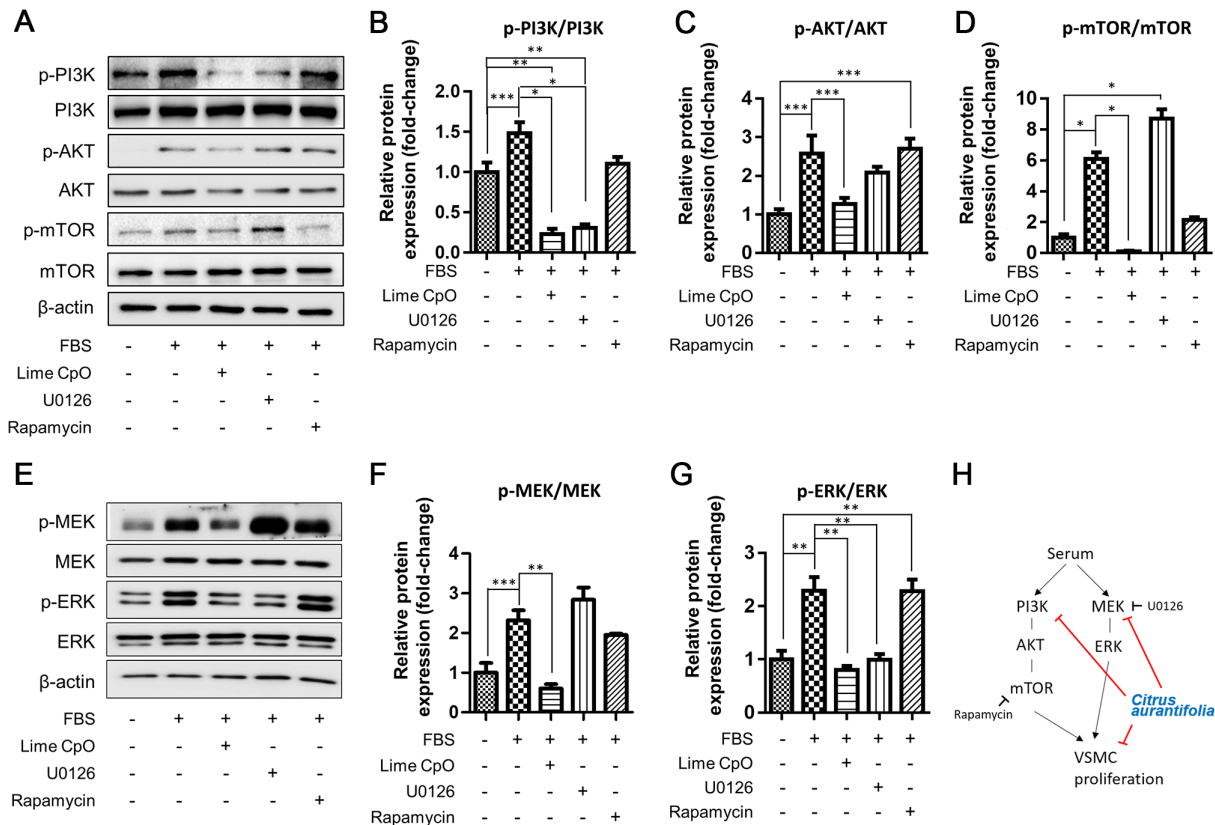 A
p-PI3K
PI3K
p-AKT
AKT
p-mTOR
mTOR
β-actin
FBS - + + + +
Lime CpO - - + - -
U0126 - - - + -
Rapamycin - - - - +
B
p-PI3K/PI3K
Relative protein
expression (fold-change)
2.0
1.5
1.0
0.5
0.0
**
**
*
*** *
FBS - + + + +
Lime CpO - - + - -
U0126 - - - + -
Rapamycin - - - - +
C
p-AKT/AKT
Relative protein
expression (fold-change)
4
3
2
1
0
***
*** ***
FBS - + + + +
Lime CpO - - + - -
U0126 - - - + -
Rapamycin - - - - +
D
p-mTOR/mTOR
Relative protein
expression (fold-change)
10
8
6
4
2
0
*
* *
FBS - + + + +
Lime CpO - - + - -
U0126 - - - + -
Rapamycin - - - - +
E
p-MEK
MEK
p-ERK
ERK
β-actin
FBS - + + + +
Lime CpO - - + - -
U0126 - - - + -
Rapamycin - - - - +
F
p-MEK/MEK
Relative protein
expression (fold-change)
4
3
2
1
0
*** **
FBS - + + + +
Lime CpO - - + - -
U0126 - - - + -
Rapamycin - - - - +
G
p-ERK/ERK
Relative protein
expression (fold-change)
3
2
1
0
**
**
** **
FBS - + + + +
Lime CpO - - + - -
U0126 - - - + -
Rapamycin - - - - +
H
Serum
PI3K MEK U0126
AKT ERK
mTOR
Rapamycin
Citrus
aurantifolia
VSMC
proliferation